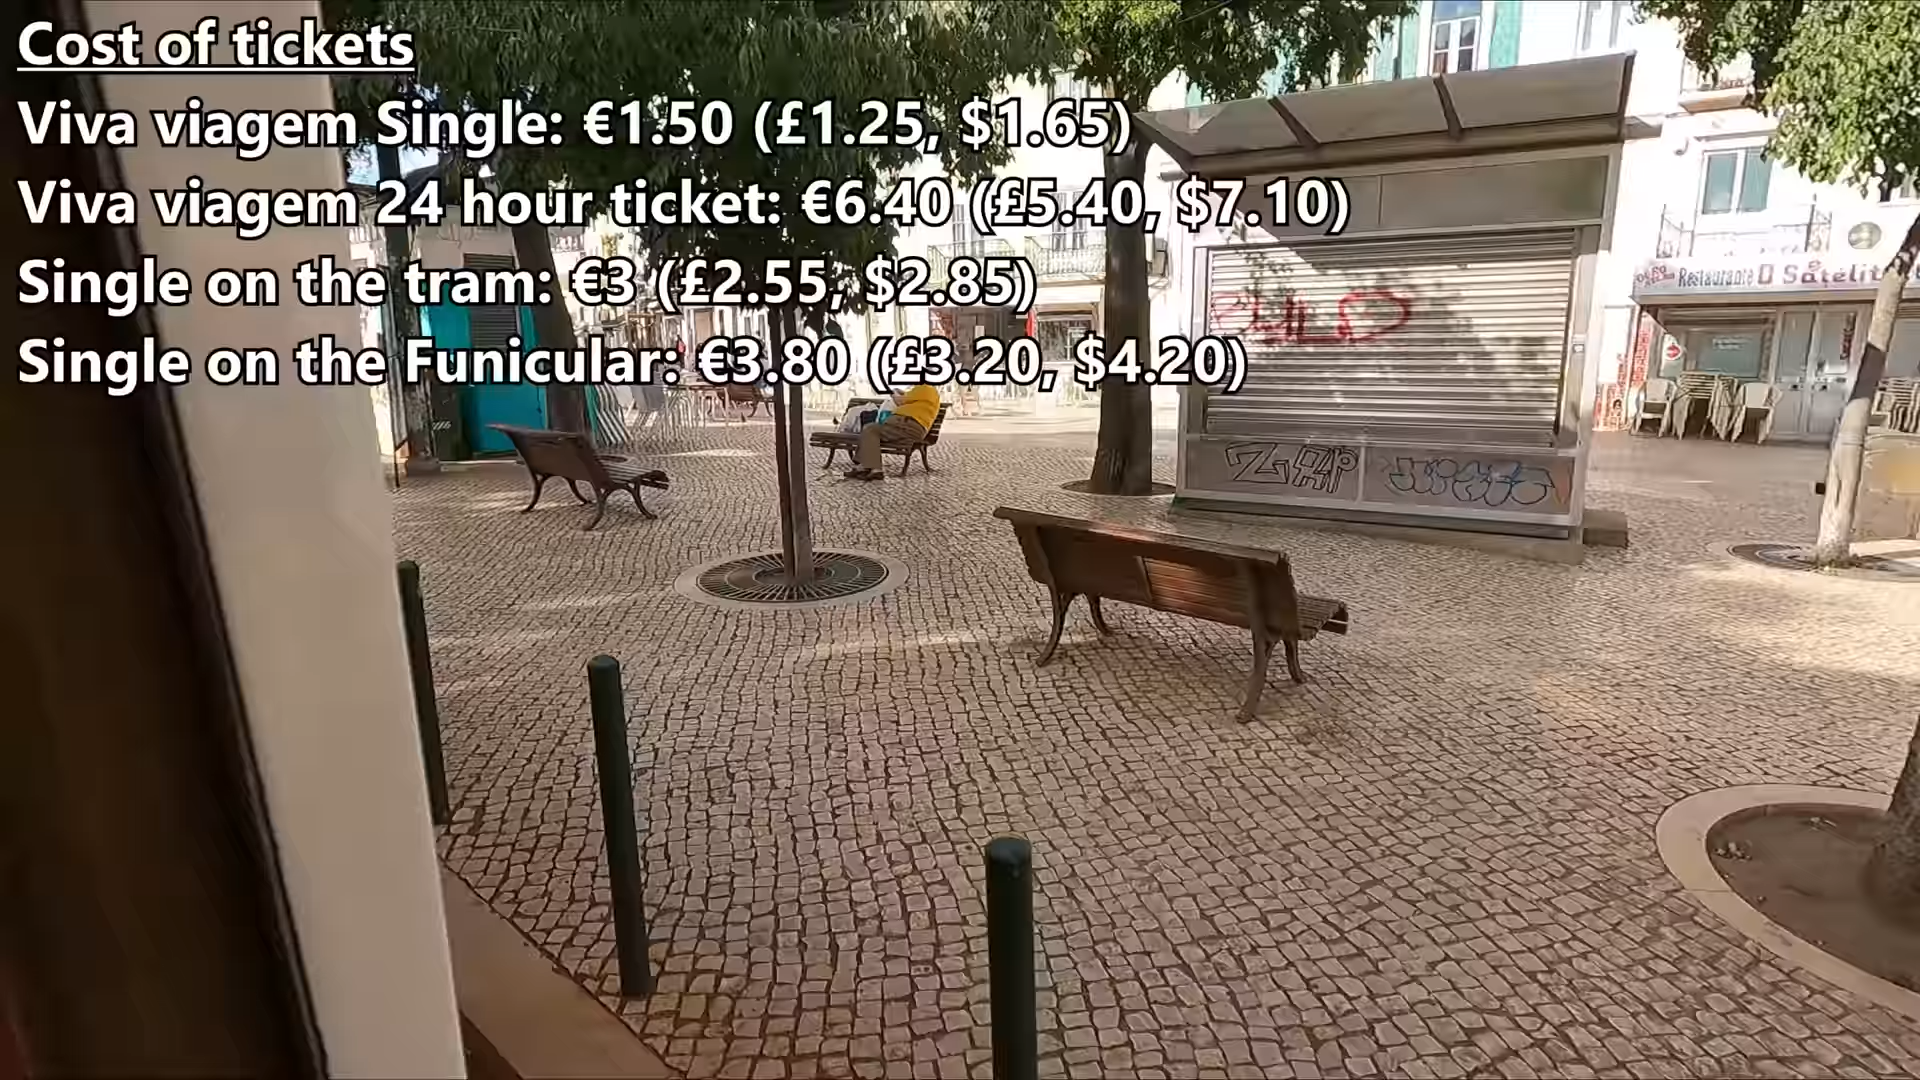 Cost of tickets
Viva viagem Single: €1.50 (£1.25, $1.65)
Viva viagem 24 hour ticket: €6.40 (£5.40, $7.10)
Single on the tram: €3 (£2.55, $2.85)
Single on the Funicular: €3.80 (£3.20, $4.20)
Restaurante O Satélite